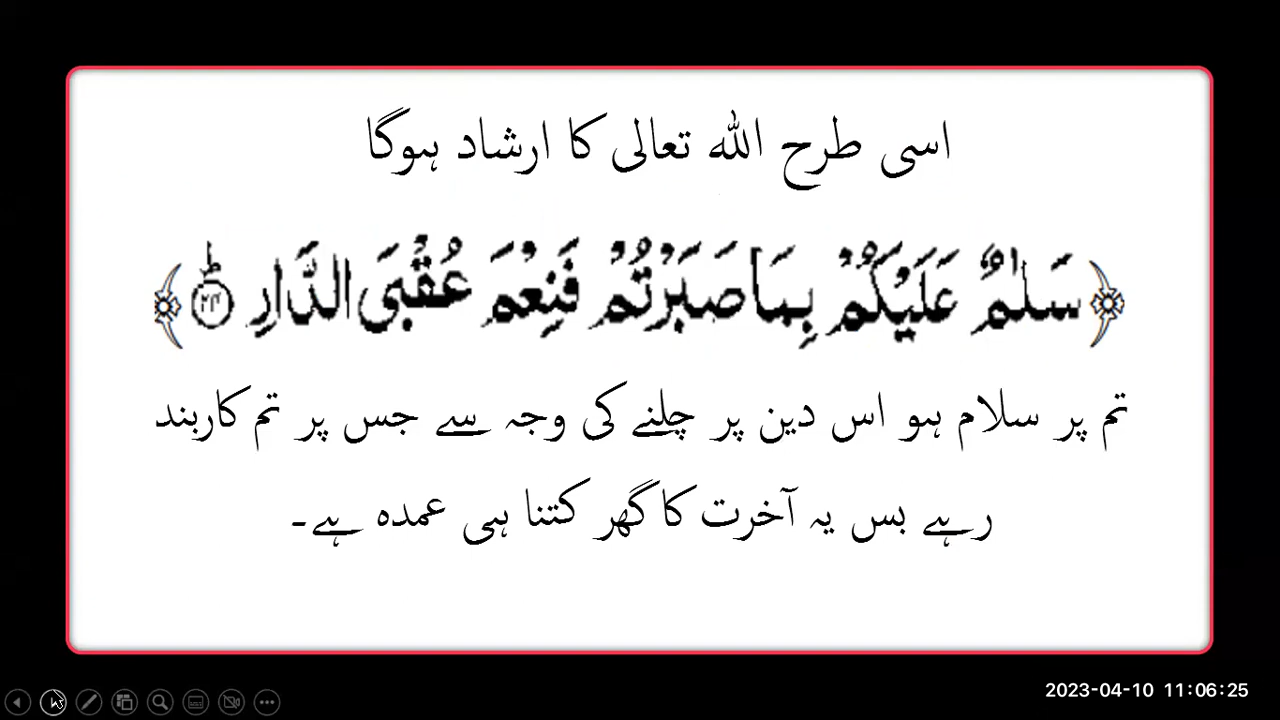 اسی طرح اللہ تعالی کا ارشاد ہوگا
﴿سَلٰمٌ عَلَيْكُمْ بِمَا صَبَرْتُمْ فَنِعْمَ عُقْبَى الدَّارِ ؕ۲۴﴾
تم پر سلام ہو اس دین پر چلنے کی وجہ سے جس پر تم کاربند
رہے بس یہ آخرت کا گھر کتنا ہی عمدہ ہے۔
2023-04-10 11:06:25